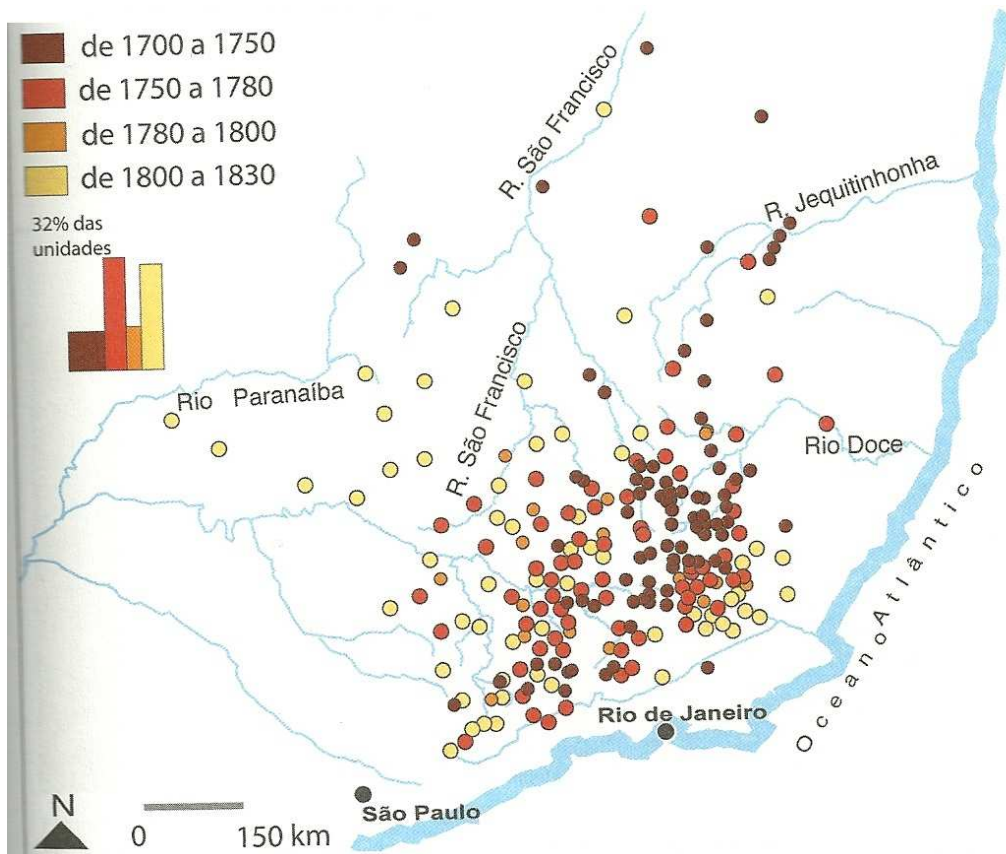 de 1700 a 1750
de 1750 a 1780
de 1780 a 1800
de 1800 a 1830
32% das
unidades
R. São Francisco
R. Jequitinhonha
Rio Paranaíba
R. São Francisco
Rio Doce
Oceano Atlântico
Rio de Janeiro
São Paulo
N
0 150 km